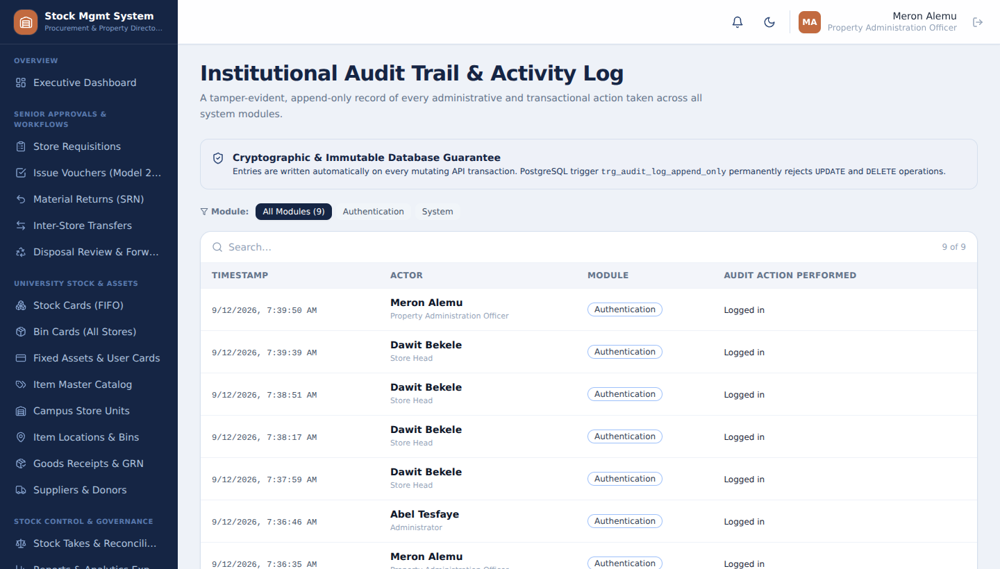 Stock Mgmt System
Procurement & Property Directo...
Meron Alemu
MA
Property Administration Officer
OVERVIEW
Executive Dashboard
SENIOR APPROVALS &
WORKFLOWS
Store Requisitions
Issue Vouchers (Model 2...
Material Returns (SRN)
Inter-Store Transfers
Disposal Review & Forw...
UNIVERSITY STOCK & ASSETS
Stock Cards (FIFO)
Bin Cards (All Stores)
Fixed Assets & User Cards
Item Master Catalog
Campus Store Units
Item Locations & Bins
Goods Receipts & GRN
Suppliers & Donors
STOCK CONTROL & GOVERNANCE
Stock Takes & Reconcili...
Reports & Analytics Exp...
Institutional Audit Trail & Activity Log
A tamper-evident, append-only record of every administrative and transactional action taken across all
system modules.
Cryptographic & Immutable Database Guarantee
Entries are written automatically on every mutating API transaction. PostgreSQL trigger trg_audit_log_append_only permanently rejects UPDATE and DELETE operations.
Module: All Modules (9) Authentication System
Search... 9 of 9
TIMESTAMP ACTOR MODULE AUDIT ACTION PERFORMED
9/12/2026, 7:39:50 AM Meron Alemu Authentication Logged in
Property Administration Officer
9/12/2026, 7:39:39 AM Dawit Bekele Authentication Logged in
Store Head
9/12/2026, 7:38:51 AM Dawit Bekele Authentication Logged in
Store Head
9/12/2026, 7:38:17 AM Dawit Bekele Authentication Logged in
Store Head
9/12/2026, 7:37:59 AM Dawit Bekele Authentication Logged in
Store Head
9/12/2026, 7:36:46 AM Abel Tesfaye Authentication Logged in
Administrator
9/12/2026, 7:36:35 AM Meron Alemu Authentication Logged in
Property Administration Officer